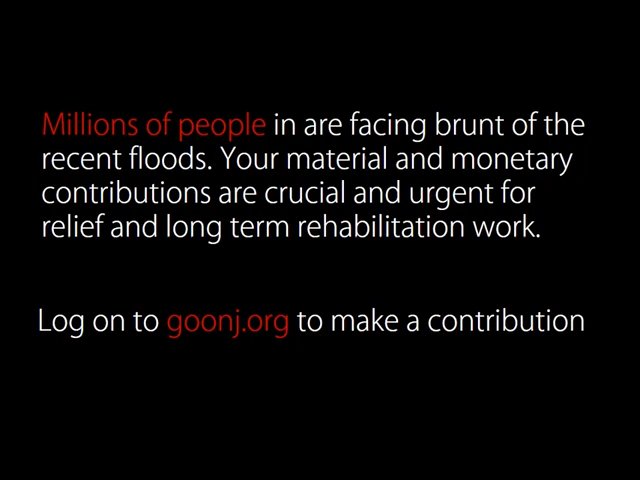 Millions of people in are facing brunt of the
recent floods. Your material and monetary
contributions are crucial and urgent for
relief and long term rehabilitation work.
Log on to goonj.org to make a contribution